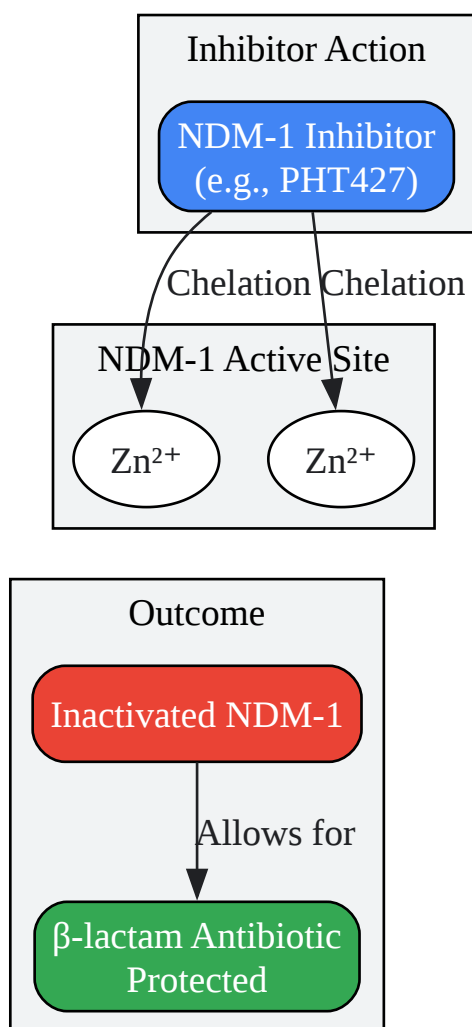 Inhibitor Action
NDM-1 Inhibitor
(e.g., PHT427)
Chelation
Chelation
NDM-1 Active Site
Zn²⁺
Zn²⁺
Outcome
Inactivated NDM-1
Allows for
β-lactam Antibiotic
Protected